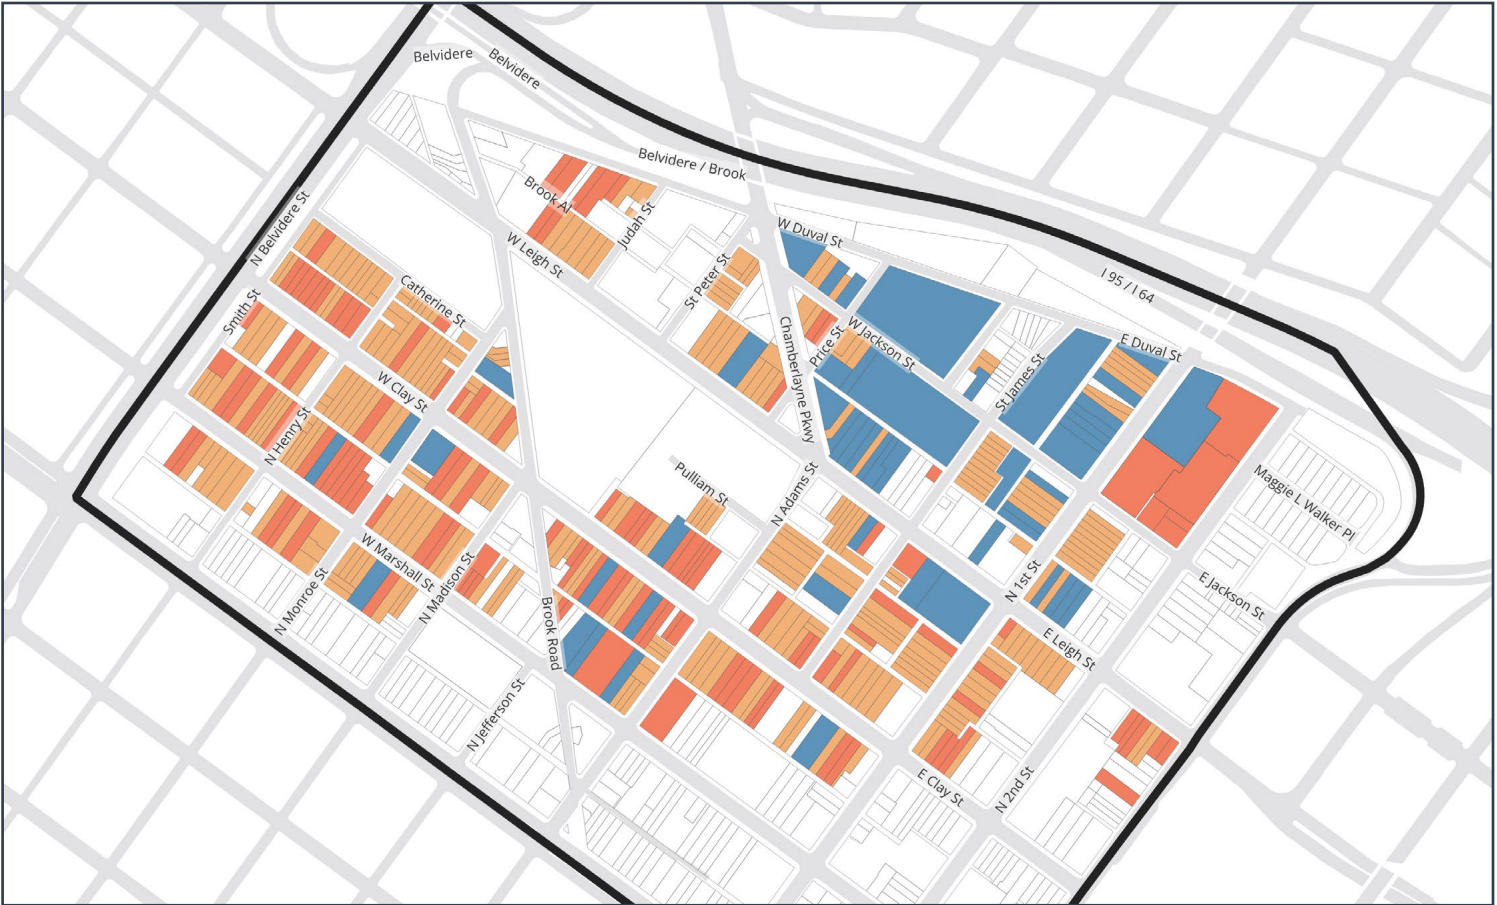 Belvidere
Belvidere
Belvidere / Brook
Brook Al
Judah St
W Duval St
N Belvidere St
W Leigh St
St Peter St
I 95 / I 64
Smith St
Catherine St
Chamberlayne Pkwy
Price St
W Jackson St
E Duval St
St James St
W Clay St
N Henry St
Pulliam St
N Adams St
Maggie L Walker Pl
W Marshall St
N Madison St
N Monroe St
Brook Road
N 1st St
E Jackson St
E Leigh St
N Jefferson St
E Clay St
N 2nd St